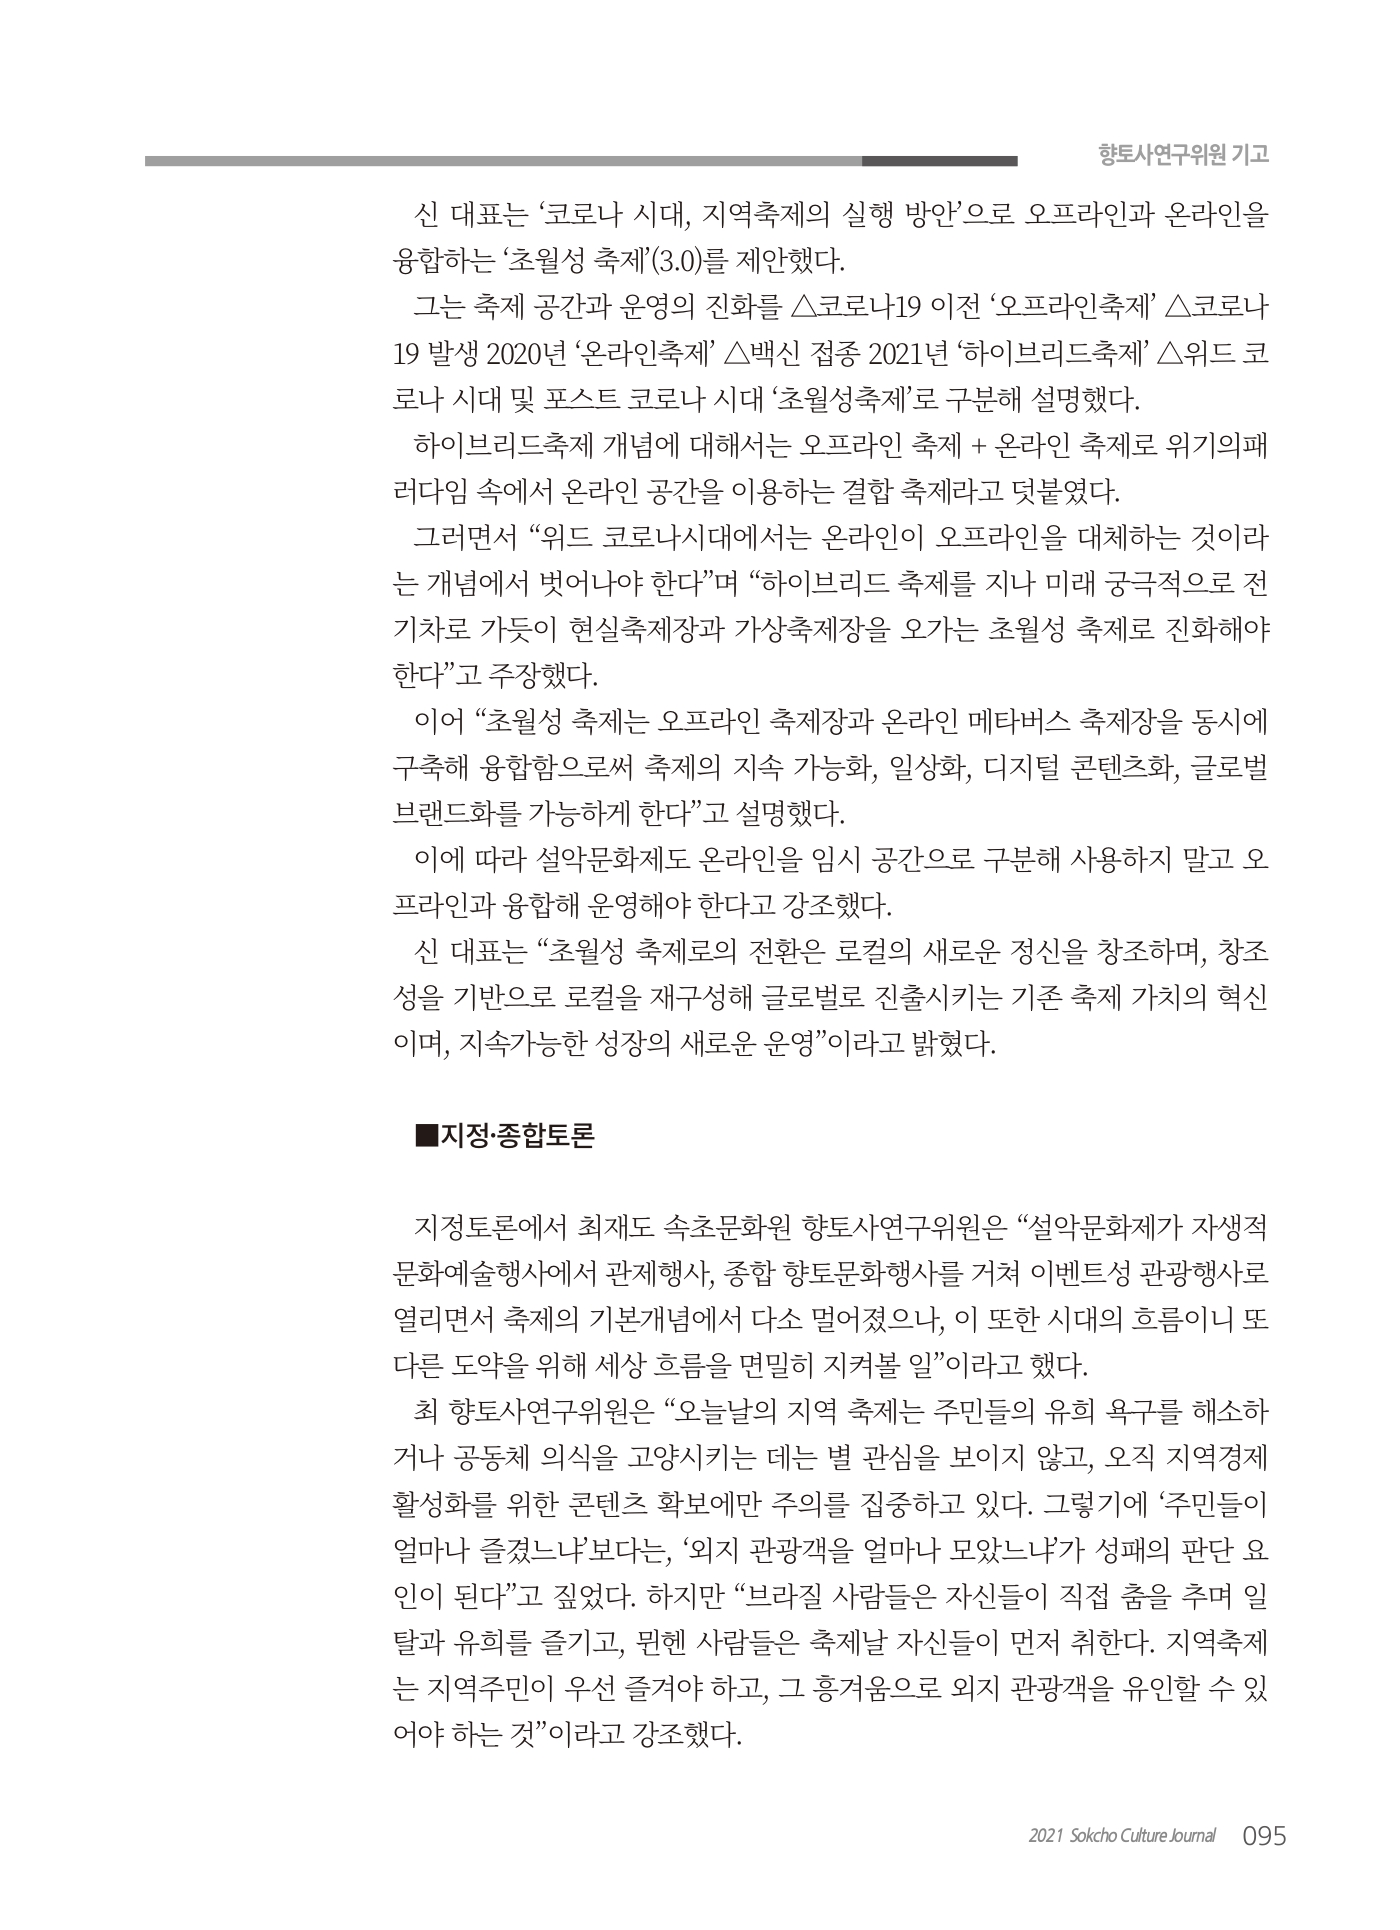 향토사연구위원 기고
신 대표는 ‘코로나 시대, 지역축제의 실행 방안’으로 오프라인과 온라인을
융합하는 ‘초월성 축제’(3.0)를 제안했다.
그는 축제 공간과 운영의 진화를 △코로나19 이전 ‘오프라인축제’ △코로나
19 발생 2020년 ‘온라인축제’ △백신 접종 2021년 ‘하이브리드축제’ △위드 코
로나 시대 및 포스트 코로나 시대 ‘초월성축제’로 구분해 설명했다.
하이브리드축제 개념에 대해서는 오프라인 축제 + 온라인 축제로 위기의패
러다임 속에서 온라인 공간을 이용하는 결합 축제라고 덧붙였다.
그러면서 “위드 코로나시대에서는 온라인이 오프라인을 대체하는 것이라
는 개념에서 벗어나야 한다”며 “하이브리드 축제를 지나 미래 궁극적으로 전
기차로 가듯이 현실축제장과 가상축제장을 오가는 초월성 축제로 진화해야
한다”고 주장했다.
이어 “초월성 축제는 오프라인 축제장과 온라인 메타버스 축제장을 동시에
구축해 융합함으로써 축제의 지속 가능화, 일상화, 디지털 콘텐츠화, 글로벌
브랜드화를 가능하게 한다”고 설명했다.
이에 따라 설악문화제도 온라인을 임시 공간으로 구분해 사용하지 말고 오
프라인과 융합해 운영해야 한다고 강조했다.
신 대표는 “초월성 축제로의 전환은 로컬의 새로운 정신을 창조하며, 창조
성을 기반으로 로컬을 재구성해 글로벌로 진출시키는 기존 축제 가치의 혁신
이며, 지속가능한 성장의 새로운 운영”이라고 밝혔다.
■지정·종합토론
지정토론에서 최재도 속초문화원 향토사연구위원은 “설악문화제가 자생적
문화예술행사에서 관제행사, 종합 향토문화행사를 거쳐 이벤트성 관광행사로
열리면서 축제의 기본개념에서 다소 멀어졌으나, 이 또한 시대의 흐름이니 또
다른 도약을 위해 세상 흐름을 면밀히 지켜볼 일”이라고 했다.
최 향토사연구위원은 “오늘날의 지역 축제는 주민들의 유희 욕구를 해소하
거나 공동체 의식을 고양시키는 데는 별 관심을 보이지 않고, 오직 지역경제
활성화를 위한 콘텐츠 확보에만 주의를 집중하고 있다. 그렇기에 ‘주민들이
얼마나 즐겼느냐’보다는, ‘외지 관광객을 얼마나 모았느냐’가 성패의 판단 요
인이 된다”고 짚었다. 하지만 “브라질 사람들은 자신들이 직접 춤을 추며 일
탈과 유희를 즐기고, 뮌헨 사람들은 축제날 자신들이 먼저 취한다. 지역축제
는 지역주민이 우선 즐겨야 하고, 그 흥겨움으로 외지 관광객을 유인할 수 있
어야 하는 것”이라고 강조했다.
2021 Sokcho Culture Journal 095